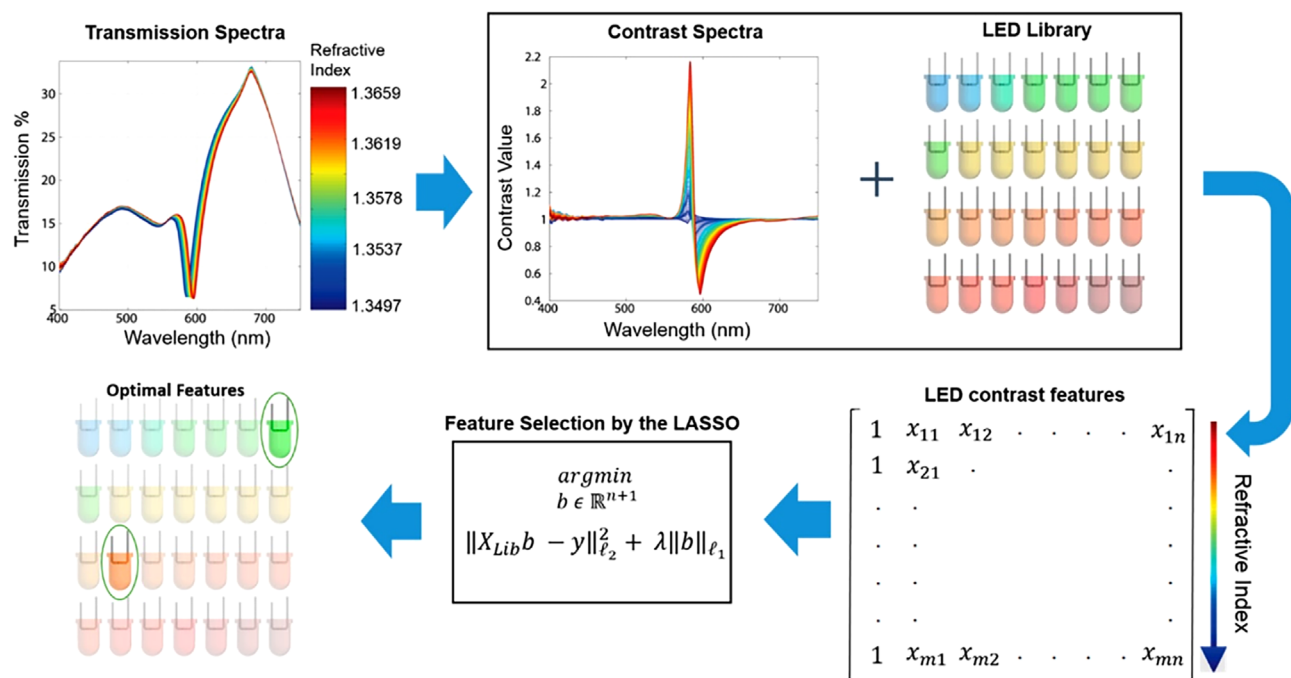 Transmission Spectra
Refractive
Index
Transmission %
30
25
20
15
10
5
400
500
600
700
Wavelength (nm)
1.3659
1.3619
1.3578
1.3537
1.3497
Contrast Spectra
Contrast Value
2.2
2
1.8
1.6
1.4
1.2
1
0.8
0.6
0.4
400
500
600
700
Wavelength (nm)
+
LED Library
LED contrast features
1 x₁₁ x₁₂ . . . . x₁ₙ
1 x₂₁ . .
. . .
. . .
. . .
. . .
1 xₘ₁ xₘ₂ . . . . xₘₙ
Refractive Index
Feature Selection by the LASSO
argmin
b ϵ ℝⁿ⁺¹
‖X_Lib b − y‖²_ℓ₂ + λ‖b‖_ℓ₁
Optimal Features